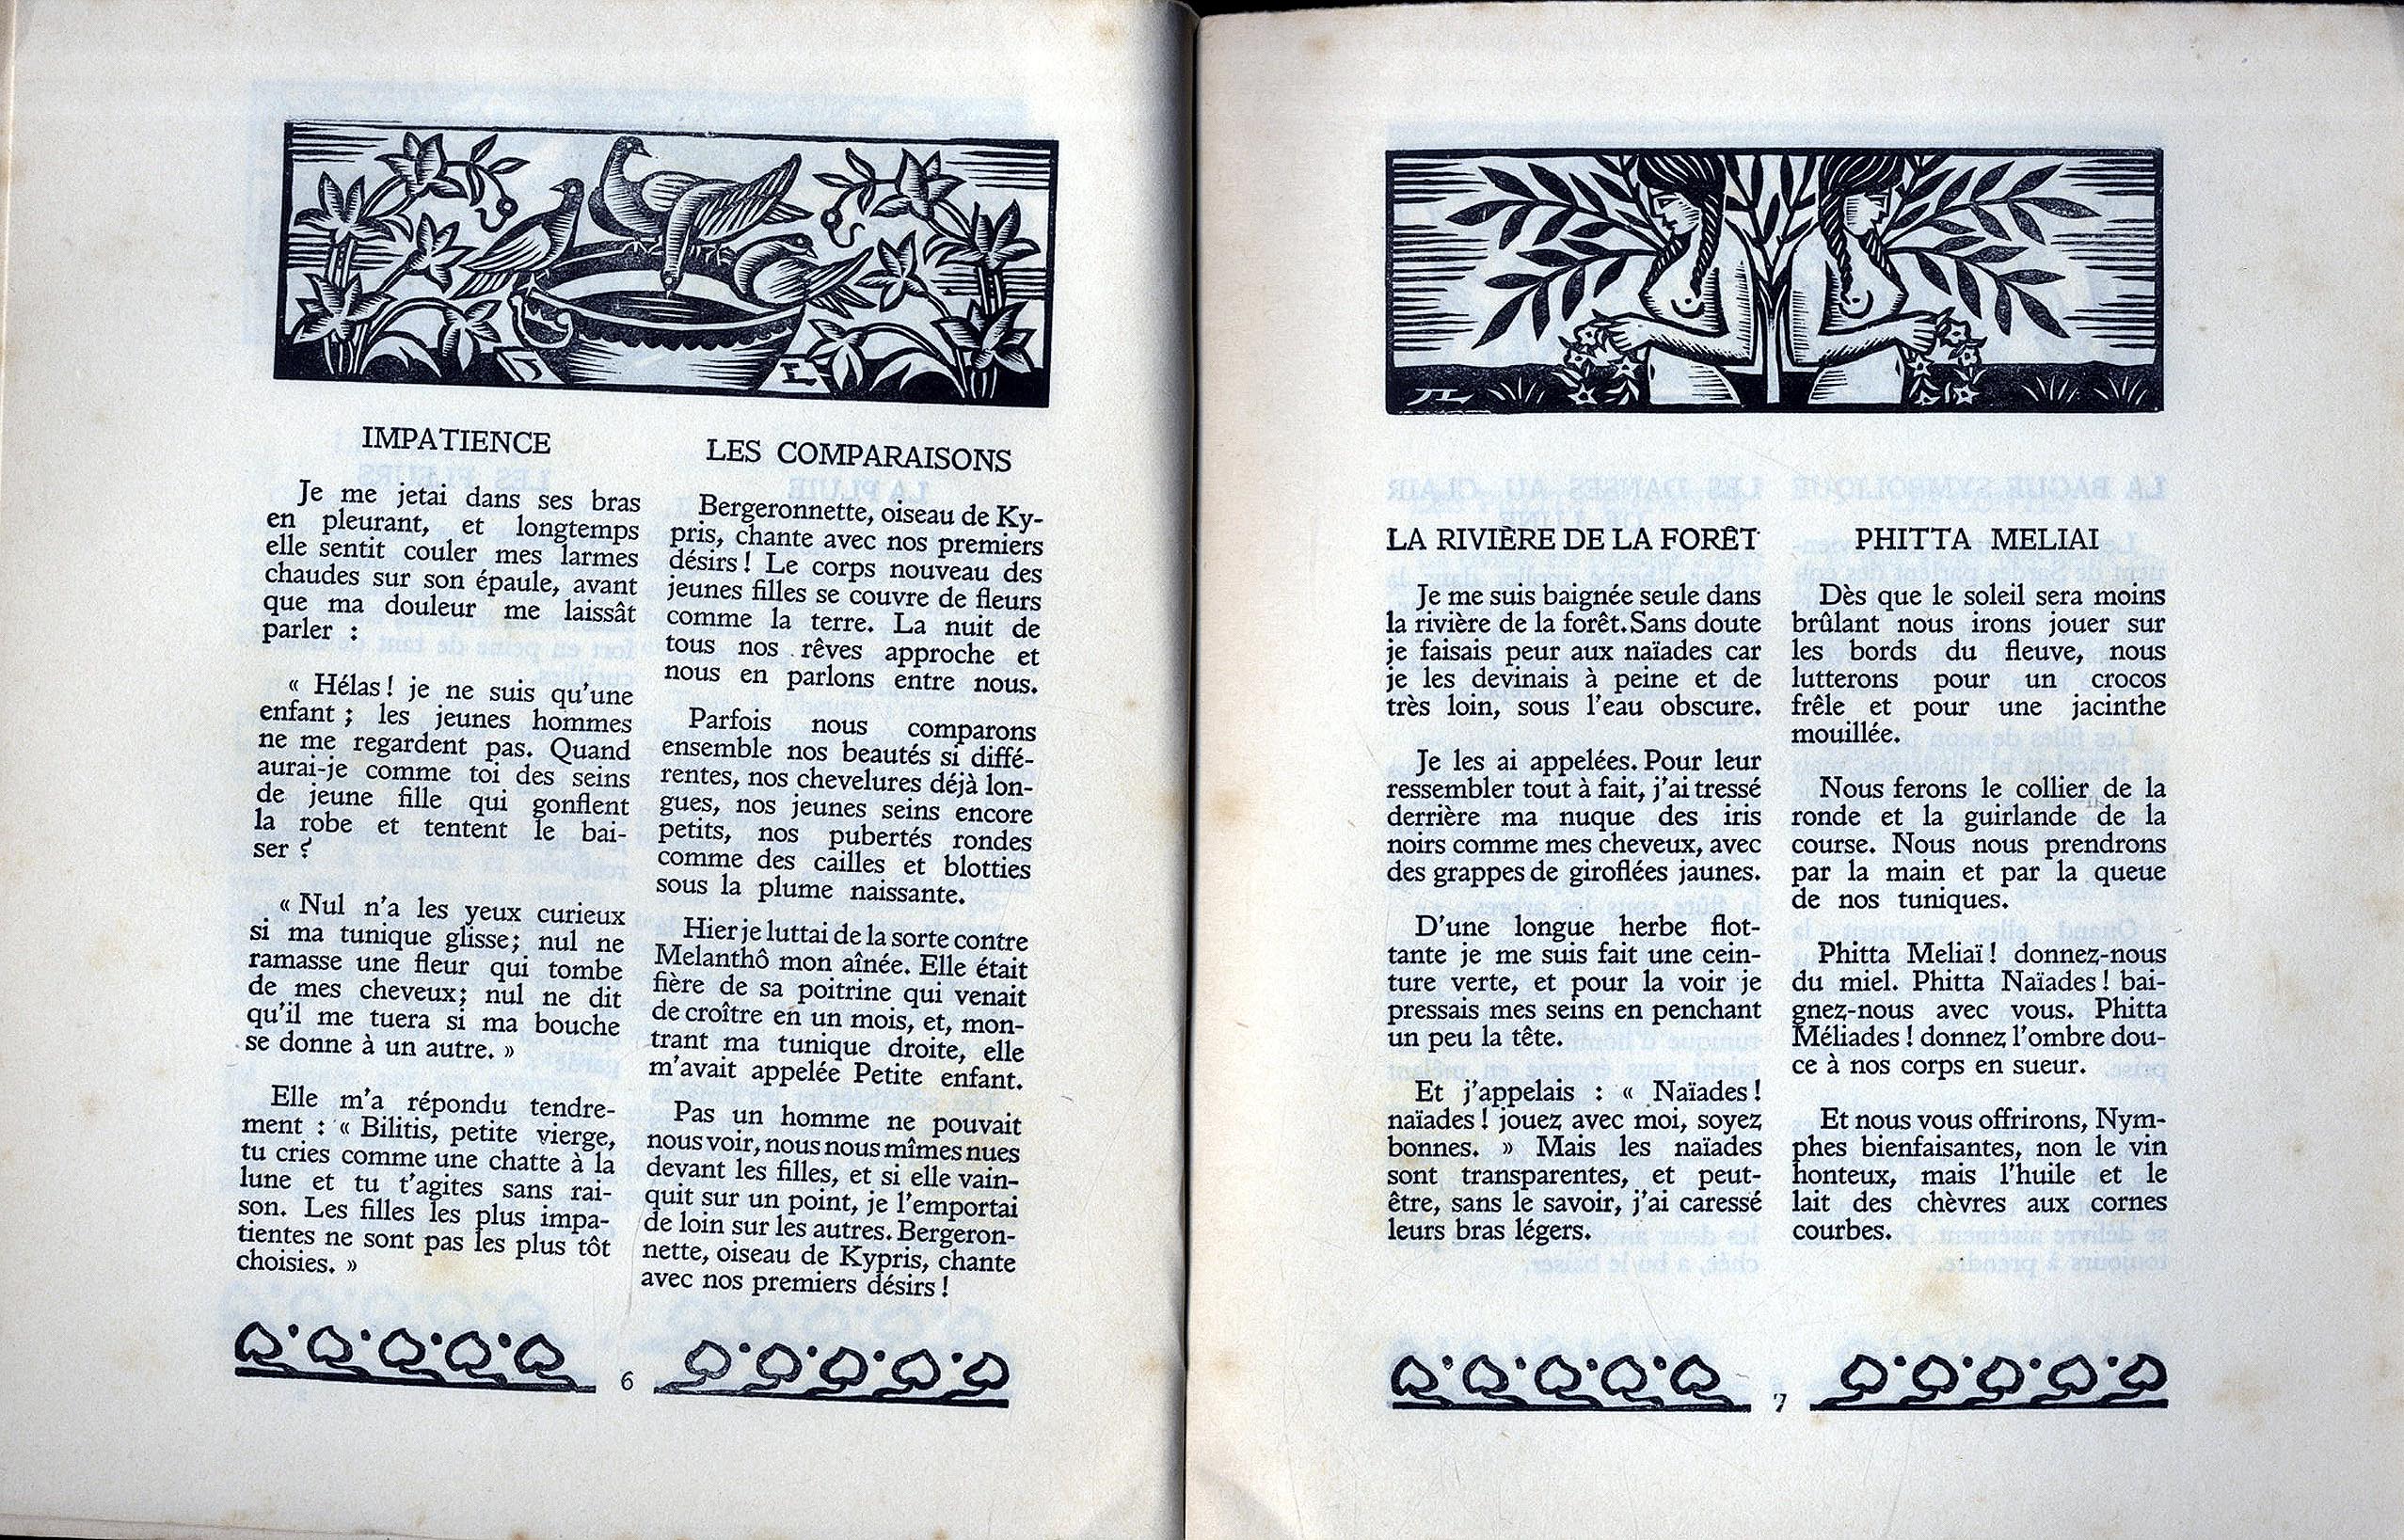 IMPATIENCE
Je me jetai dans ses bras
en pleurant, et longtemps
elle sentit couler mes larmes
chaudes sur son épaule, avant
que ma douleur me laissât
parler :
« Hélas! je ne suis qu'une
enfant ; les jeunes hommes
ne me regardent pas. Quand
aurai-je comme toi des seins
de jeune fille qui gonflent
la robe et tentent le bai-
ser ?
« Nul n'a les yeux curieux
si ma tunique glisse; nul ne
ramasse une fleur qui tombe
de mes cheveux; nul ne dit
qu'il me tuera si ma bouche
se donne à un autre. »
Elle m'a répondu tendre-
ment : « Bilitis, petite vierge,
tu cries comme une chatte à la
lune et tu t'agites sans rai-
son. Les filles les plus impa-
tientes ne sont pas les plus tôt
choisies. »
LES COMPARAISONS
Bergeronnette, oiseau de Ky-
pris, chante avec nos premiers
désirs! Le corps nouveau des
jeunes filles se couvre de fleurs
comme la terre. La nuit de
tous nos rêves approche et
nous en parlons entre nous.
Parfois nous comparons
ensemble nos beautés si diffé-
rentes, nos chevelures déjà lon-
gues, nos jeunes seins encore
petits, nos pubertés rondes
comme des cailles et blotties
sous la plume naissante.
Hier je luttai de la sorte contre
Melanthô mon aînée. Elle était
fière de sa poitrine qui venait
de croître en un mois, et, mon-
trant ma tunique droite, elle
m'avait appelée Petite enfant.
Pas un homme ne pouvait
nous voir, nous nous mîmes nues
devant les filles, et si elle vain-
quit sur un point, je l'emportai
de loin sur les autres. Bergeron-
nette, oiseau de Kypris, chante
avec nos premiers désirs!
6
JL
LA RIVIÈRE DE LA FORÊT
Je me suis baignée seule dans
la rivière de la forêt. Sans doute
je faisais peur aux naïades car
je les devinais à peine et de
très loin, sous l'eau obscure.
Je les ai appelées. Pour leur
ressembler tout à fait, j'ai tressé
derrière ma nuque des iris
noirs comme mes cheveux, avec
des grappes de giroflées jaunes.
D'une longue herbe flot-
tante je me suis fait une cein-
ture verte, et pour la voir je
pressais mes seins en penchant
un peu la tête.
Et j'appelais : « Naïades!
naïades! jouez avec moi, soyez
bonnes. » Mais les naïades
sont transparentes, et peut-
être, sans le savoir, j'ai caressé
leurs bras légers.
PHITTA MELIAI
Dès que le soleil sera moins
brûlant nous irons jouer sur
les bords du fleuve, nous
lutterons pour un crocos
frêle et pour une jacinthe
mouillée.
Nous ferons le collier de la
ronde et la guirlande de la
course. Nous nous prendrons
par la main et par la queue
de nos tuniques.
Phitta Meliaï! donnez-nous
du miel. Phitta Naïades! bai-
gnez-nous avec vous. Phitta
Méliades! donnez l'ombre dou-
ce à nos corps en sueur.
Et nous vous offrirons, Nym-
phes bienfaisantes, non le vin
honteux, mais l'huile et le
lait des chèvres aux cornes
courbes.
7